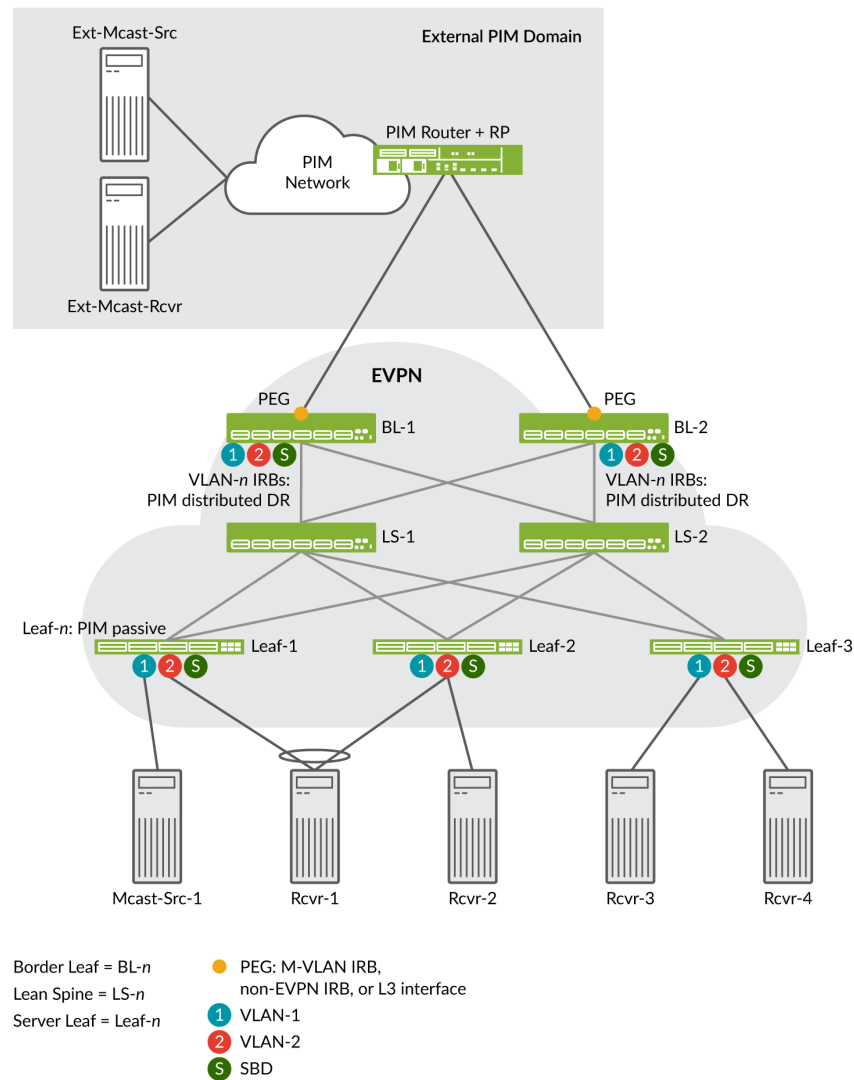 Ext-Mcast-Src
External PIM Domain
PIM Router + RP
PIM
Network
Ext-Mcast-Rcvr
EVPN
PEG
PEG
BL-1
BL-2
1 2 S
1 2 S
VLAN-n IRBs:
PIM distributed DR
VLAN-n IRBs:
PIM distributed DR
LS-1
LS-2
Leaf-n: PIM passive
Leaf-1
Leaf-2
Leaf-3
1 2 S
1 2 S
1 2 S
Mcast-Src-1
Rcvr-1
Rcvr-2
Rcvr-3
Rcvr-4
Border Leaf = BL-n
Lean Spine = LS-n
Server Leaf = Leaf-n
PEG: M-VLAN IRB,
non-EVPN IRB, or L3 interface
1 VLAN-1
2 VLAN-2
S SBD